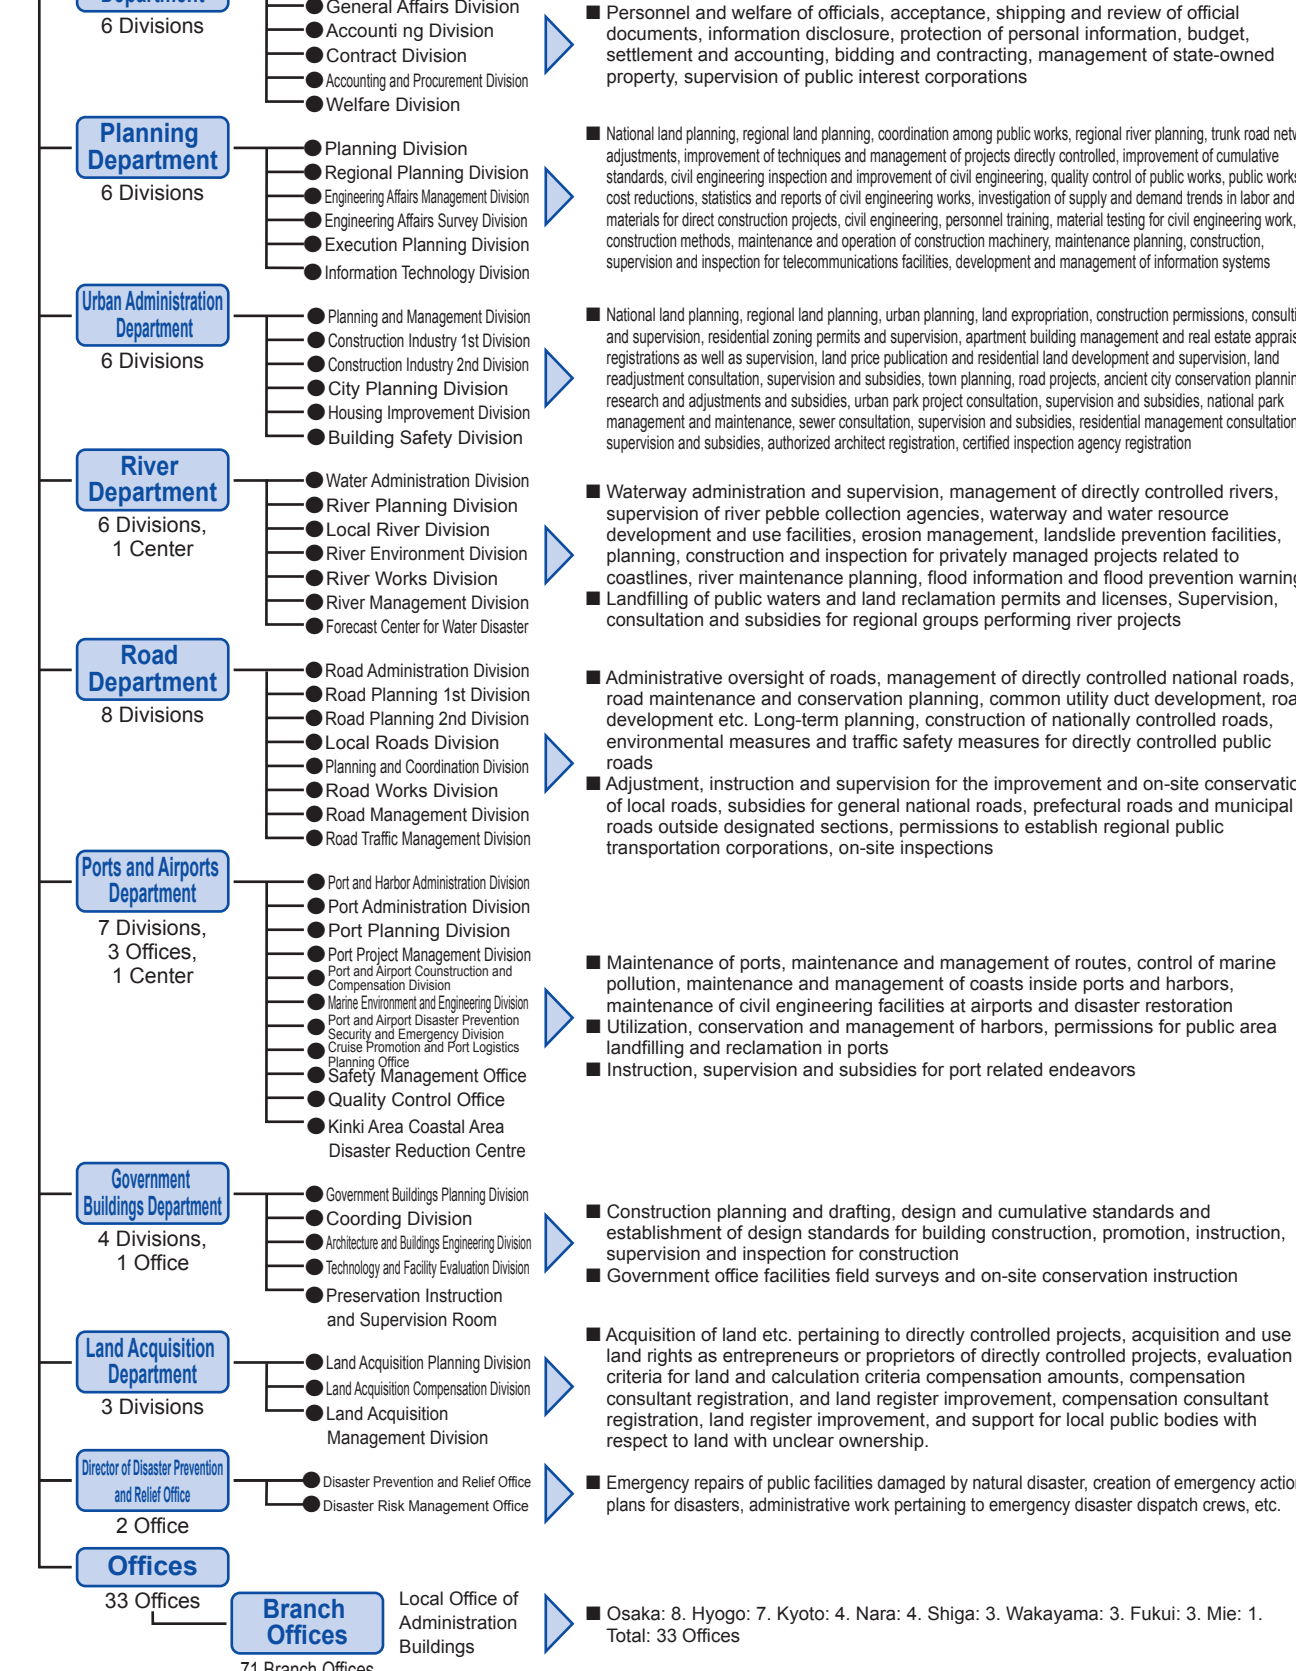 Department
6 Divisions
General Affairs Division
Accounti ng Division
Contract Division
Accounting and Procurement Division
Welfare Division
■ Personnel and welfare of officials, acceptance, shipping and review of official
documents, information disclosure, protection of personal information, budget,
settlement and accounting, bidding and contracting, management of state-owned
property, supervision of public interest corporations
Planning
Department
6 Divisions
Planning Division
Regional Planning Division
Engineering Affairs Management Division
Engineering Affairs Survey Division
Execution Planning Division
Information Technology Division
■ National land planning, regional land planning, coordination among public works, regional river planning, trunk road
adjustments, improvement of techniques and management of projects directly controlled, improvement of cumulative
standards, civil engineering inspection and improvement of civil engineering, quality control of public works, public works
cost reductions, statistics and reports of civil engineering works, investigation of supply and demand trends in labor and
materials for direct construction projects, civil engineering, personnel training, material testing for civil engineering work,
construction methods, maintenance and operation of construction machinery, maintenance planning, construction,
supervision and inspection for telecommunications facilities, development and management of information systems
Urban Administration
Department
6 Divisions
Planning and Management Division
Construction Industry 1st Division
Construction Industry 2nd Division
City Planning Division
Housing Improvement Division
Building Safety Division
■ National land planning, regional land planning, urban planning, land expropriation, construction permissions,
and supervision, residential zoning permits and supervision, apartment building management and real estate
registrations as well as supervision, land price publication and residential land development and supervision, land
readjustment consultation, supervision and subsidies, town planning, road projects, ancient city conservation
research and adjustments and subsidies, urban park project consultation, supervision and subsidies, national park
management and maintenance, sewer consultation, supervision and subsidies, residential management consultation
supervision and subsidies, authorized architect registration, certified inspection agency registration
River
Department
6 Divisions,
1 Center
Water Administration Division
River Planning Division
Local River Division
River Environment Division
River Works Division
River Management Division
Forecast Center for Water Disaster
■ Waterway administration and supervision, management of directly controlled rivers,
supervision of river pebble collection agencies, waterway and water resource
development and use facilities, erosion management, landslide prevention facilities,
planning, construction and inspection for privately managed projects related to
coastlines, river maintenance planning, flood information and flood prevention warning
■ Landfilling of public waters and land reclamation permits and licenses, Supervision,
consultation and subsidies for regional groups performing river projects
Road
Department
8 Divisions
Road Administration Division
Road Planning 1st Division
Road Planning 2nd Division
Local Roads Division
Planning and Coordination Division
Road Works Division
Road Management Division
Road Traffic Management Division
■ Administrative oversight of roads, management of directly controlled national roads,
road maintenance and conservation planning, common utility duct development,
development etc. Long-term planning, construction of nationally controlled roads,
environmental measures and traffic safety measures for directly controlled public
roads
■ Adjustment, instruction and supervision for the improvement and on-site
of local roads, subsidies for general national roads, prefectural roads and municipal
roads outside designated sections, permissions to establish regional public
transportation corporations, on-site inspections
Ports and Airports
Department
7 Divisions,
3 Offices,
1 Center
Port and Harbor Administration Division
Port Administration Division
Port Planning Division
Port Project Management Division
Port and Airport Counstruction and
Compensation Division
Marine Environment and Engineering Division
Port and Airport Disaster Prevention
Security and Emergency Division
Cruise Promotion and Port Logistics
Planning Office
Safety Management Office
Quality Control Office
Kinki Area Coastal Area
Disaster Reduction Centre
■ Maintenance of ports, maintenance and management of routes, control of marine
pollution, maintenance and management of coasts inside ports and harbors,
maintenance of civil engineering facilities at airports and disaster restoration
■ Utilization, conservation and management of harbors, permissions for public area
landfilling and reclamation in ports
■ Instruction, supervision and subsidies for port related endeavors
Government
Buildings Department
4 Divisions,
1 Office
Government Buildings Planning Division
Coording Division
Architecture and Buildings Engineering Division
Technology and Facility Evaluation Division
Preservation Instruction
and Supervision Room
■ Construction planning and drafting, design and cumulative standards and
establishment of design standards for building construction, promotion, instruction,
supervision and inspection for construction
■ Government office facilities field surveys and on-site conservation instruction
Land Acquisition
Department
3 Divisions
Land Acquisition Planning Division
Land Acquisition Compensation Division
Land Acquisition
Management Division
■ Acquisition of land etc. pertaining to directly controlled projects, acquisition and use
land rights as entrepreneurs or proprietors of directly controlled projects, evaluation
criteria for land and calculation criteria compensation amounts, compensation
consultant registration, and land register improvement, compensation consultant
registration, land register improvement, and support for local public bodies with
respect to land with unclear ownership.
Director of Disaster Prevention
and Relief Office
2 Office
Disaster Prevention and Relief Office
Disaster Risk Management Office
■ Emergency repairs of public facilities damaged by natural disaster, creation of emergency action
plans for disasters, administrative work pertaining to emergency disaster dispatch crews, etc.
Offices
33 Offices
Branch
Offices
71 Branch Offices
Local Office of
Administration
Buildings
■ Osaka: 8. Hyogo: 7. Kyoto: 4. Nara: 4. Shiga: 3. Wakayama: 3. Fukui: 3. Mie: 1.
Total: 33 Offices